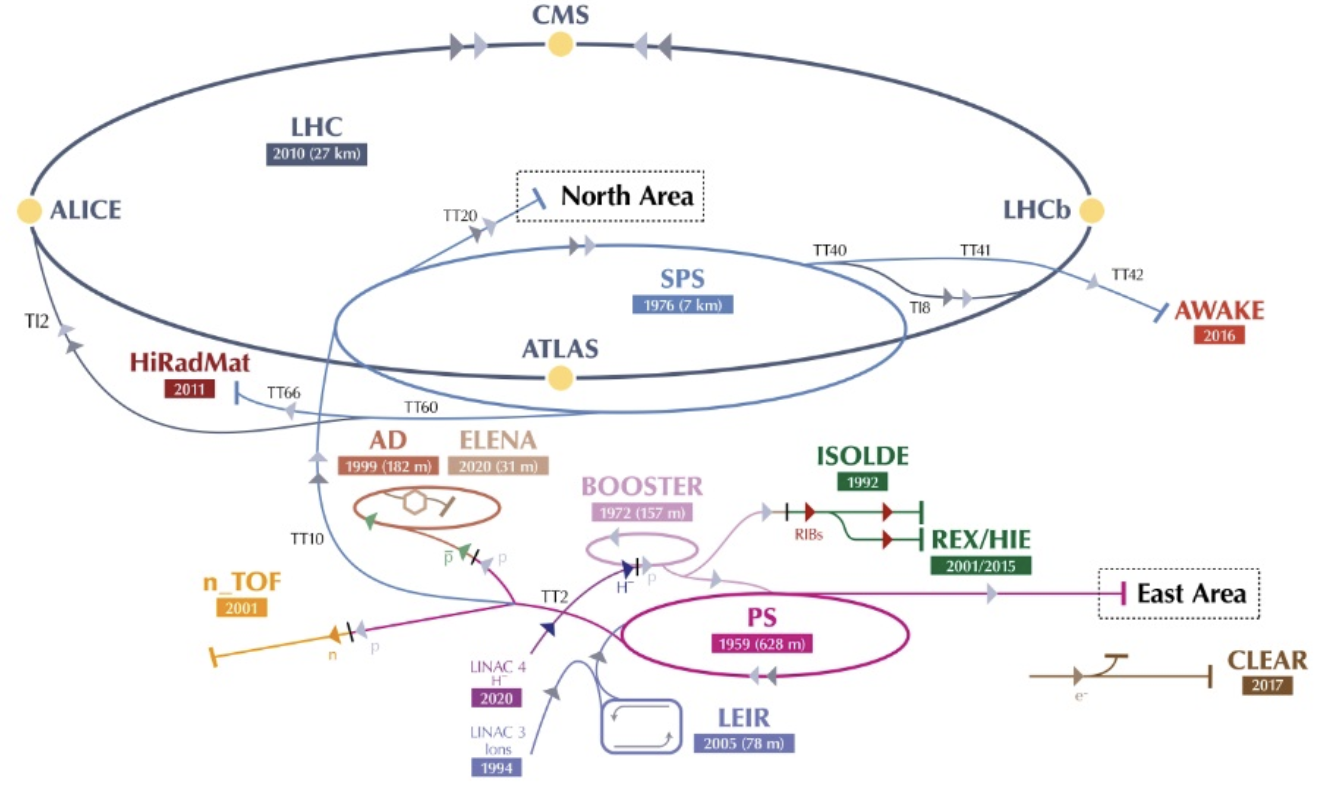 CMS
LHC
2010 (27 km)
North Area
ALICE
LHCb
TT20
TT40
TT41
SPS
1976 (7 km)
TT42
TI8
AWAKE
2016
TI2
ATLAS
HiRadMat
2011
TT66
TT60
AD
1999 (182 m)
ELENA
2020 (31 m)
ISOLDE
1992
BOOSTER
1972 (157 m)
RIBs
REX/HIE
2001/2015
TT10
p̅
p
H⁻
p
n_TOF
2001
TT2
East Area
PS
1959 (628 m)
n
p
LINAC 4
H⁻
2020
CLEAR
2017
e⁻
LEIR
2005 (78 m)
LINAC 3
Ions
1994